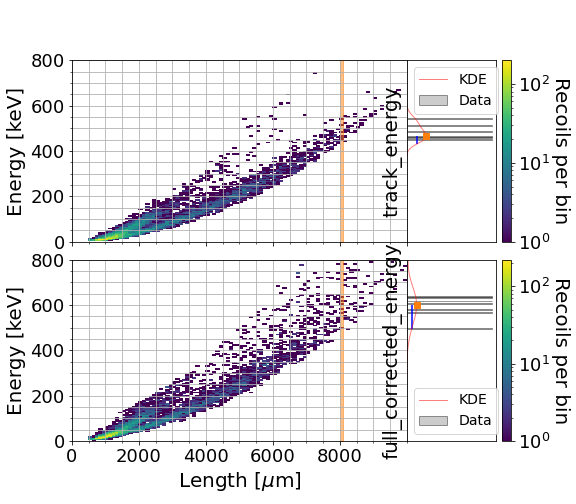 800
600
400
200
0
Energy [keV]
track_energy
KDE
Data
10²
10¹
10⁰
Recoils per bin
800
600
400
200
0
Energy [keV]
full_corrected_energy
KDE
Data
10²
10¹
10⁰
Recoils per bin
0 2000 4000 6000 8000
Length [μm]